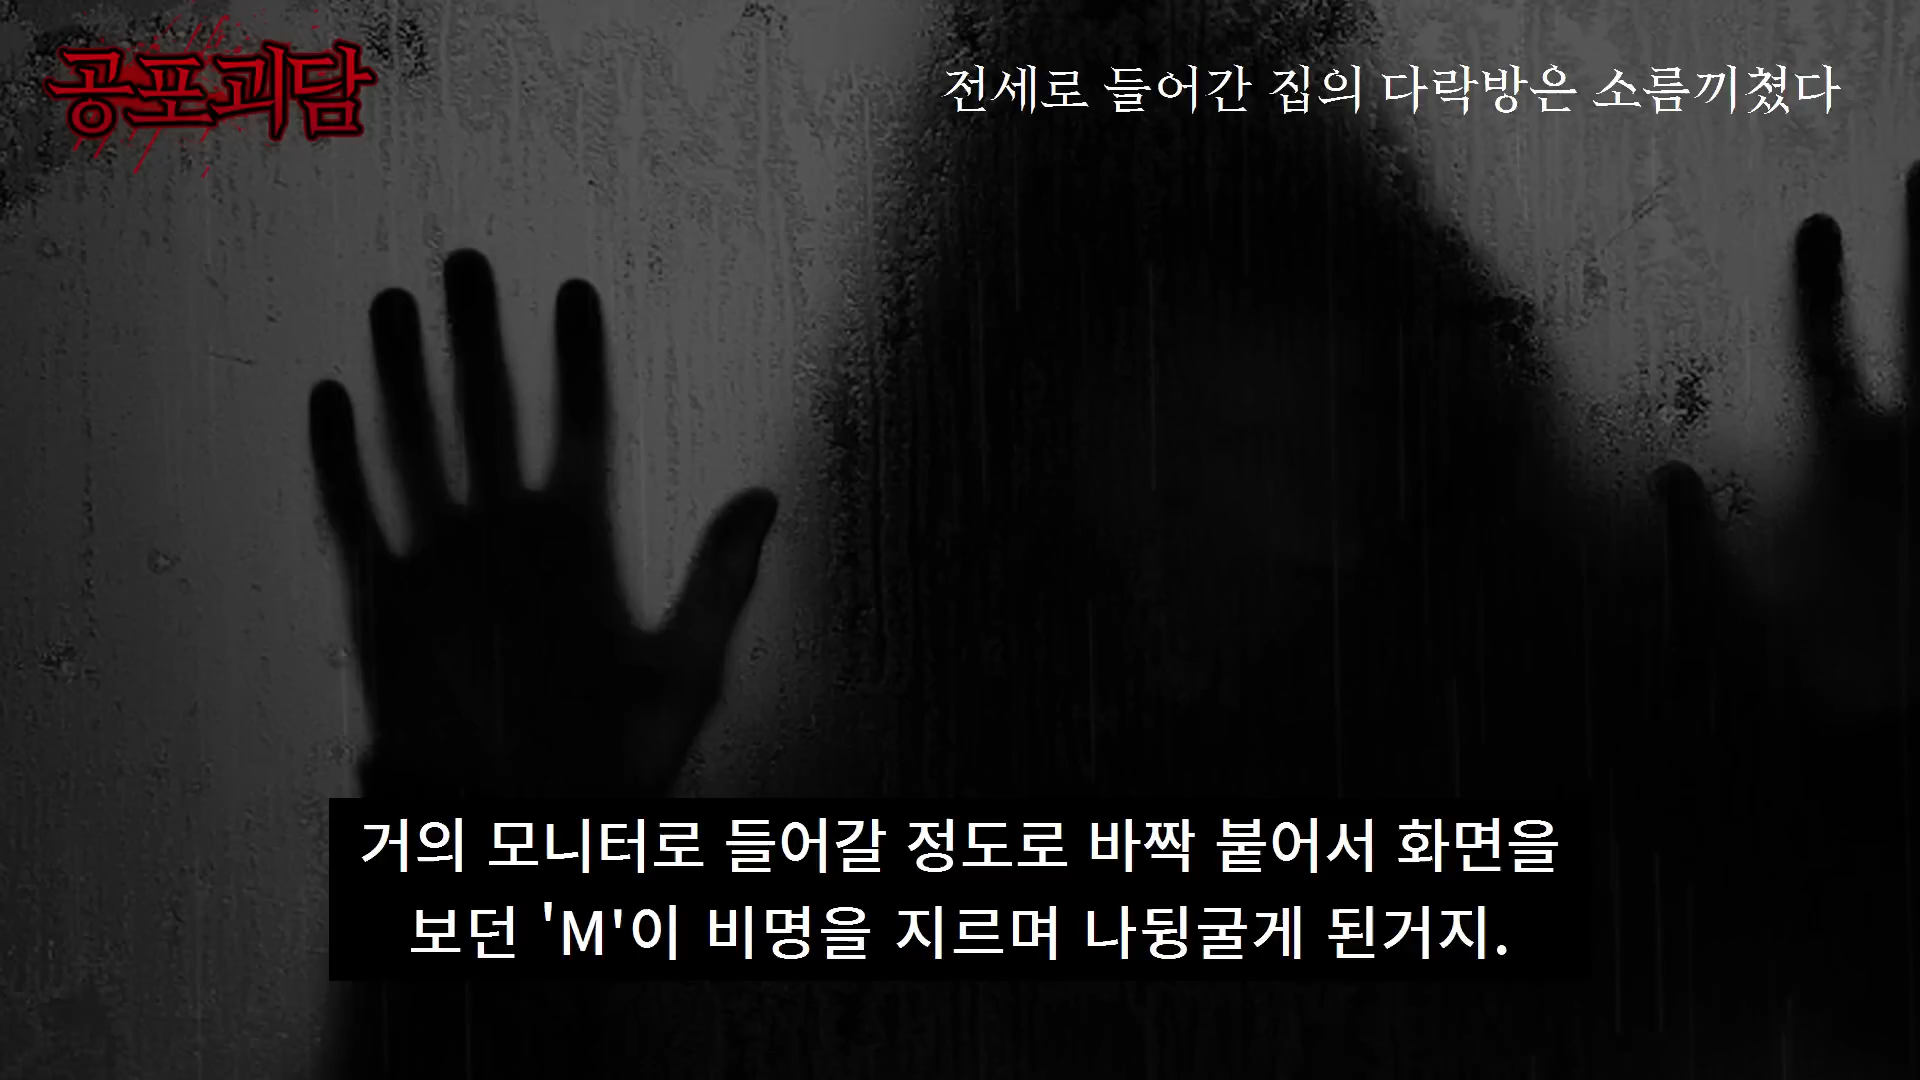 공포괴담
전세로 들어간 집의 다락방은 소름끼쳤다
거의 모니터로 들어갈 정도로 바짝 붙어서 화면을
보던 'M'이 비명을 지르며 나뒹굴게 된거지.